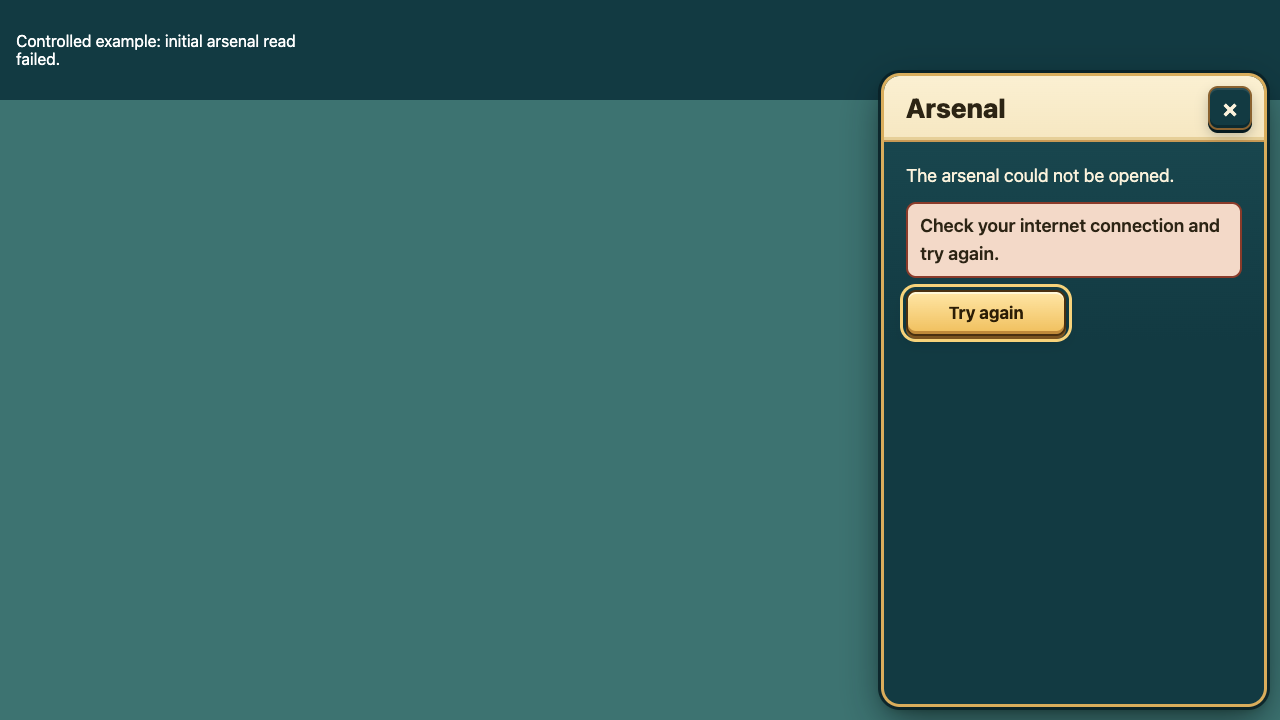 Controlled example: initial arsenal read
failed.
Arsenal
×
The arsenal could not be opened.
Check your internet connection and
try again.
Try again